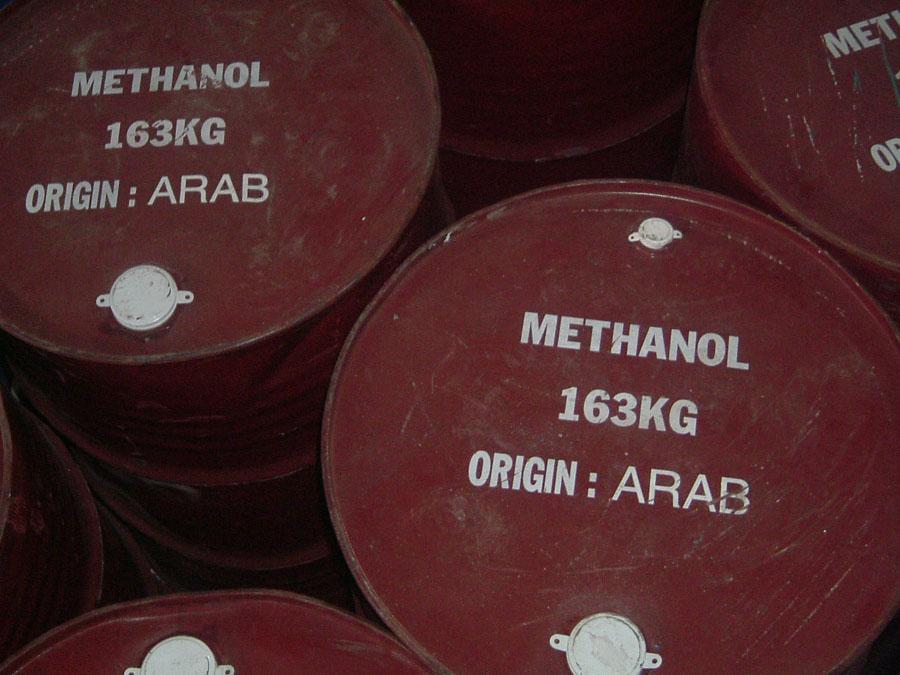 METHANOL
163KG
ORIGIN : ARAB
METHANOL
163KG
ORIGIN : ARAB